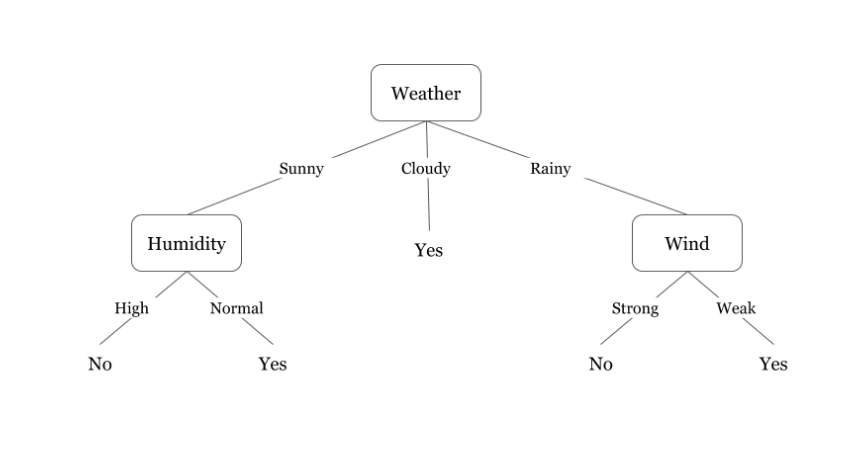 Weather
Sunny
Cloudy
Rainy
Humidity
Yes
Wind
High
Normal
Strong
Weak
No
Yes
No
Yes